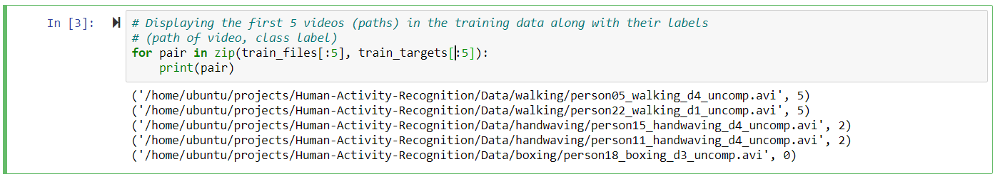 In [3]:
# Displaying the first 5 videos (paths) in the training data along with their labels
# (path of video, class label)
for pair in zip(train_files[:5], train_targets[:5]):
    print(pair)
('/home/ubuntu/projects/Human-Activity-Recognition/Data/walking/person05_walking_d4_uncomp.avi', 5)
('/home/ubuntu/projects/Human-Activity-Recognition/Data/walking/person22_walking_d1_uncomp.avi', 5)
('/home/ubuntu/projects/Human-Activity-Recognition/Data/handwaving/person15_handwaving_d4_uncomp.avi', 2)
('/home/ubuntu/projects/Human-Activity-Recognition/Data/handwaving/person11_handwaving_d4_uncomp.avi', 2)
('/home/ubuntu/projects/Human-Activity-Recognition/Data/boxing/person18_boxing_d3_uncomp.avi', 0)